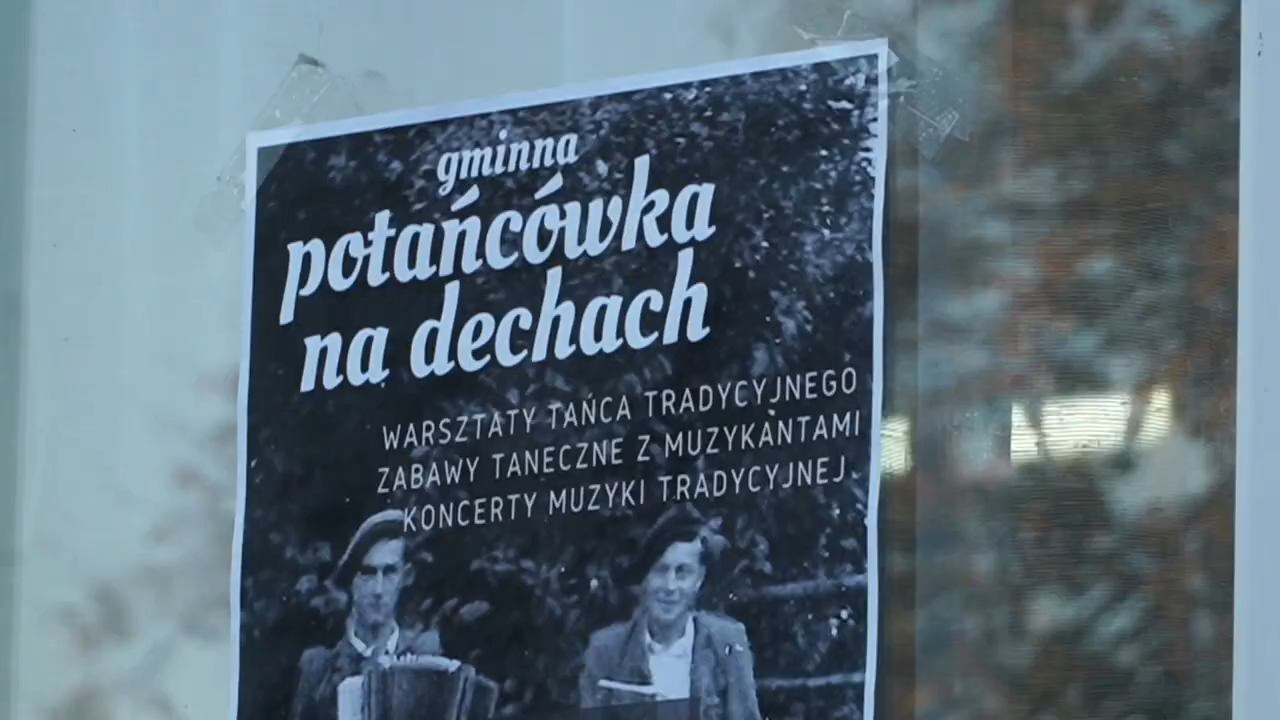 gminna
potańcówka
na dechach
WARSZTATY TAŃCA TRADYCYJNEGO
ZABAWY TANECZNE Z MUZYKANTAMI
KONCERTY MUZYKI TRADYCYJNEJ